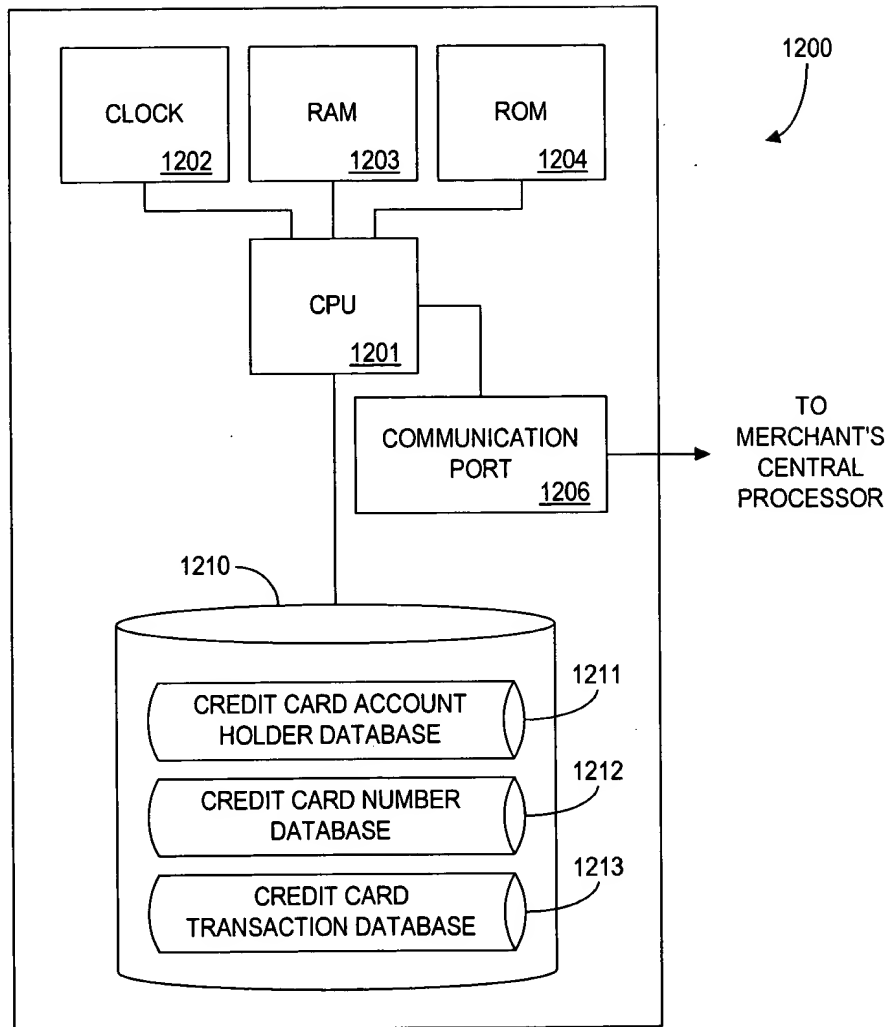 1200
CLOCK
1202
RAM
1203
ROM
1204
CPU
1201
COMMUNICATION
PORT
1206
TO
MERCHANT'S
CENTRAL
PROCESSOR
1210
CREDIT CARD ACCOUNT
HOLDER DATABASE
1211
CREDIT CARD NUMBER
DATABASE
1212
CREDIT CARD
TRANSACTION DATABASE
1213